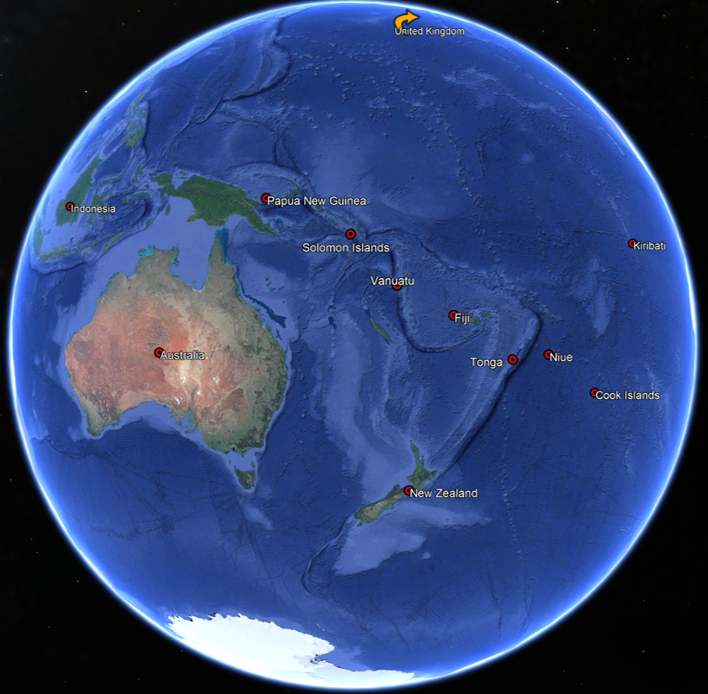 United Kingdom
Papua New Guinea
Indonesia
Solomon Islands
Kiribati
Vanuatu
Fiji
Australia
Tonga
Niue
Cook Islands
New Zealand